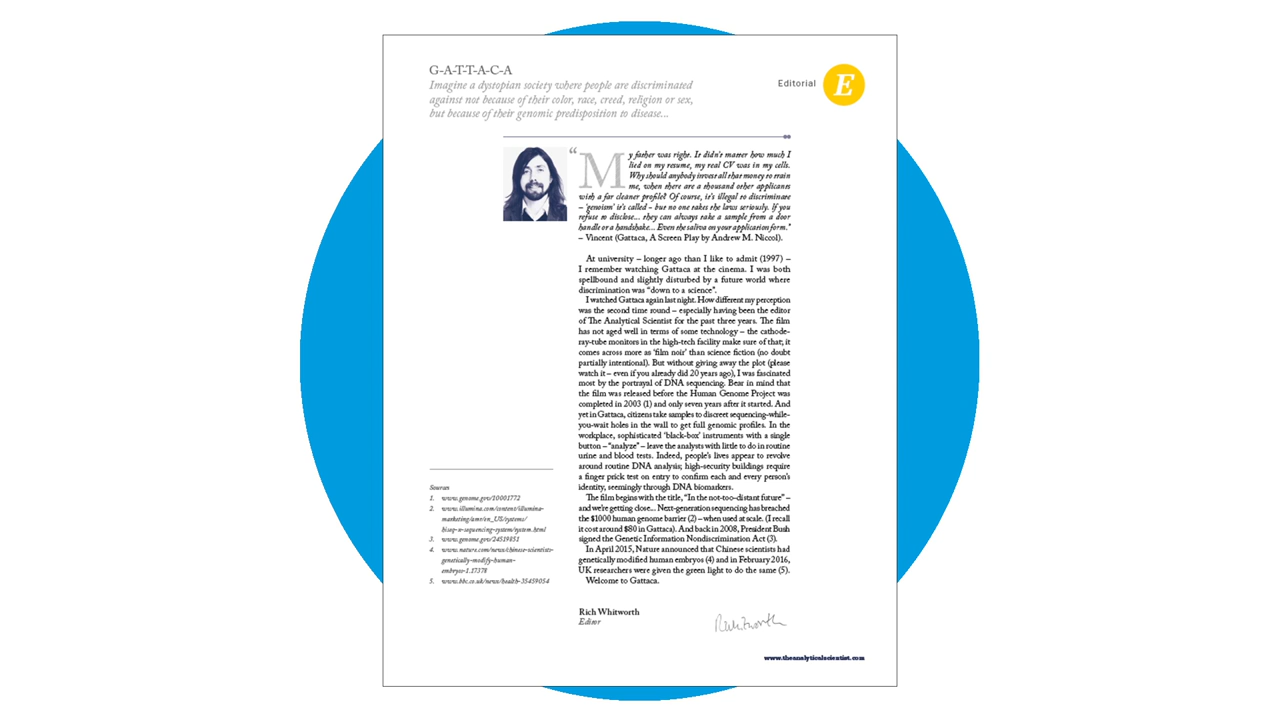 G-A-T-T-A-C-A
Imagine a dystopian society where people are discriminated
against not because of their color, race, creed, religion or sex,
but because of their genomic predisposition to disease...
Editorial
E
“My father was right. It didn't matter how much I
lied on my resume, my real CV was in my cells.
Why should anybody invest all that money to train
me, when there are a thousand other applicants
with a far cleaner profile? Of course, it's illegal to discriminate
– 'genoism' it's called - but no one takes the laws seriously. If you
refuse to disclose... they can always take a sample from a door
handle or a handshake... Even the saliva on your application form."
– Vincent (Gattaca, A Screen Play by Andrew M. Niccol).
At university – longer ago than I like to admit (1997) –
I remember watching Gattaca at the cinema. I was both
spellbound and slightly disturbed by a future world where
discrimination was “down to a science”.
I watched Gattaca again last night. How different my perception
was the second time round – especially having been the editor
of The Analytical Scientist for the past three years. The film
has not aged well in terms of some technology – the cathode-
ray-tube monitors in the high-tech facility make sure of that; it
comes across more as ‘film noir’ than science fiction (no doubt
partially intentional). But without giving away the plot (please
watch it – even if you already did 20 years ago), I was fascinated
most by the portrayal of DNA sequencing. Bear in mind that
the film was released before the Human Genome Project was
completed in 2003 (1) and only seven years after it started. And
yet in Gattaca, citizens take samples to discreet sequencing-while-
you-wait holes in the wall to get full genomic profiles. In the
workplace, sophisticated ‘black-box’ instruments with a single
button – “analyze” – leave the analysts with little to do in routine
urine and blood tests. Indeed, people’s lives appear to revolve
around routine DNA analysis; high-security buildings require
a finger prick test on entry to confirm each and every person’s
identity, seemingly through DNA biomarkers.
The film begins with the title, “In the not-too-distant future” –
and we’re getting close... Next-generation sequencing has breached
the $1000 human genome barrier (2) – when used at scale. (I recall
it cost around $80 in Gattaca). And back in 2008, President Bush
signed the Genetic Information Nondiscrimination Act (3).
In April 2015, Nature announced that Chinese scientists had
genetically modified human embryos (4) and in February 2016,
UK researchers were given the green light to do the same (5).
Welcome to Gattaca.
Rich Whitworth
Editor
RWhitworth
Sources
1. www.genome.gov/10001772
2. www.illumina.com/content/illumina-
marketing/amr/en_US/systems/
hiseq-x-sequencing-system/system.html
3. www.genome.gov/24519851
4. www.nature.com/news/chinese-scientists-
genetically-modify-human-
embryos-1.17378
5. www.bbc.co.uk/news/health-35459054
www.theanalyticalscientist.com